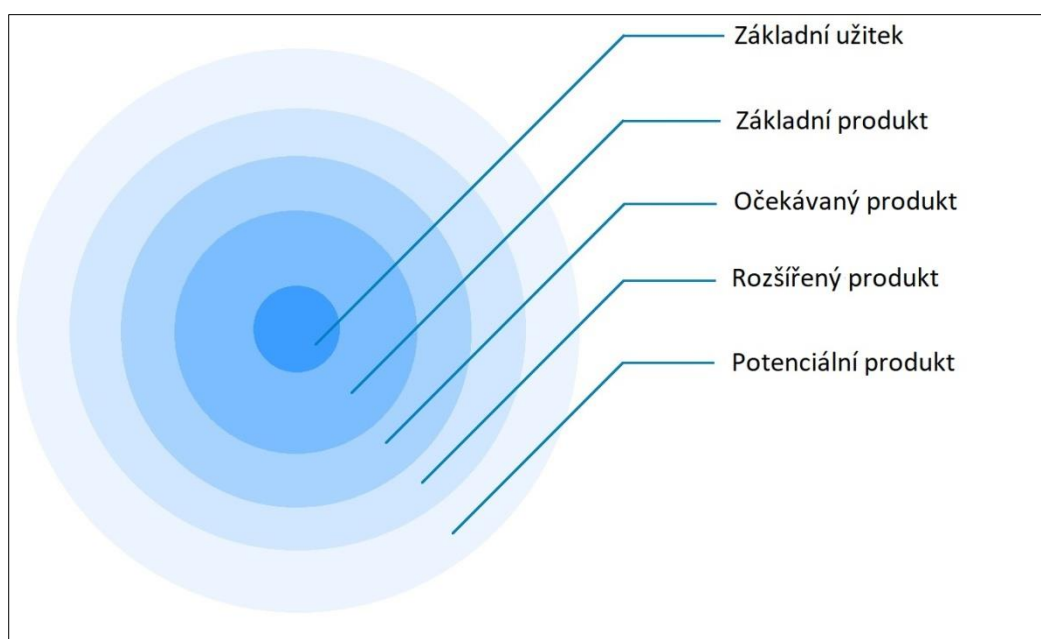 Základní užitek
Základní produkt
Očekávaný produkt
Rozšířený produkt
Potenciální produkt